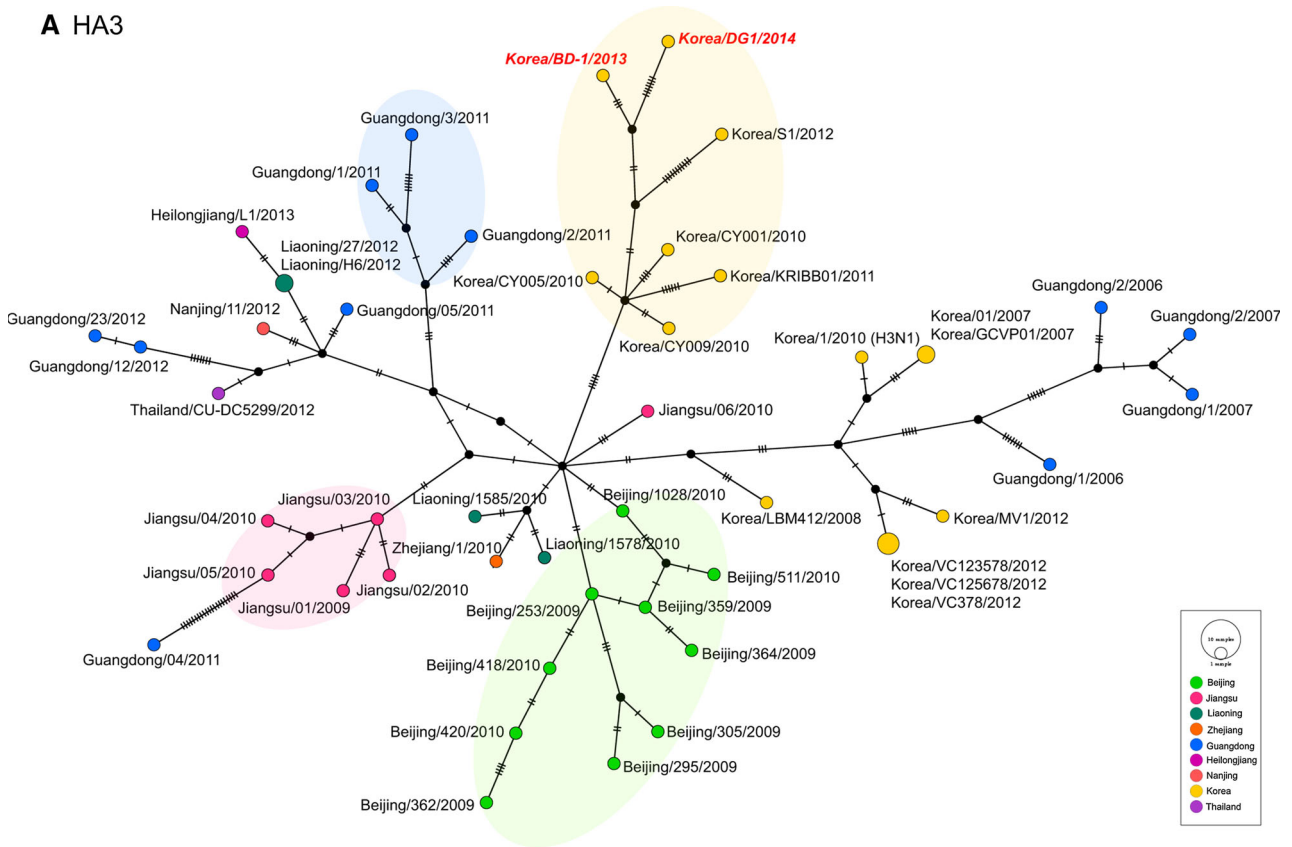 A HA3
Korea/DG1/2014
Korea/BD-1/2013
Guangdong/3/2011
Korea/S1/2012
Guangdong/1/2011
Heilongjiang/L1/2013
Guangdong/2/2011
Korea/CY001/2010
Liaoning/27/2012
Liaoning/H6/2012
Korea/CY005/2010
Korea/KRIBB01/2011
Guangdong/2/2006
Nanjing/11/2012
Guangdong/05/2011
Guangdong/23/2012
Korea/01/2007
Korea/GCVP01/2007
Guangdong/2/2007
Korea/CY009/2010
Korea/1/2010 (H3N1)
Guangdong/12/2012
Thailand/CU-DC5299/2012
Jiangsu/06/2010
Guangdong/1/2007
Guangdong/1/2006
Jiangsu/03/2010
Liaoning/1585/2010
Beijing/1028/2010
Jiangsu/04/2010
Korea/LBM412/2008
Korea/MV1/2012
Zhejiang/1/2010
Liaoning/1578/2010
Jiangsu/05/2010
Beijing/511/2010
Korea/VC123578/2012
Korea/VC125678/2012
Korea/VC378/2012
Jiangsu/02/2010
Jiangsu/01/2009
Beijing/253/2009
Beijing/359/2009
Guangdong/04/2011
Beijing/364/2009
Beijing/418/2010
Beijing/420/2010
Beijing/305/2009
Beijing/295/2009
Beijing/362/2009
10 samples
1 sample
Beijing
Jiangsu
Liaoning
Zhejiang
Guangdong
Heilongjiang
Nanjing
Korea
Thailand